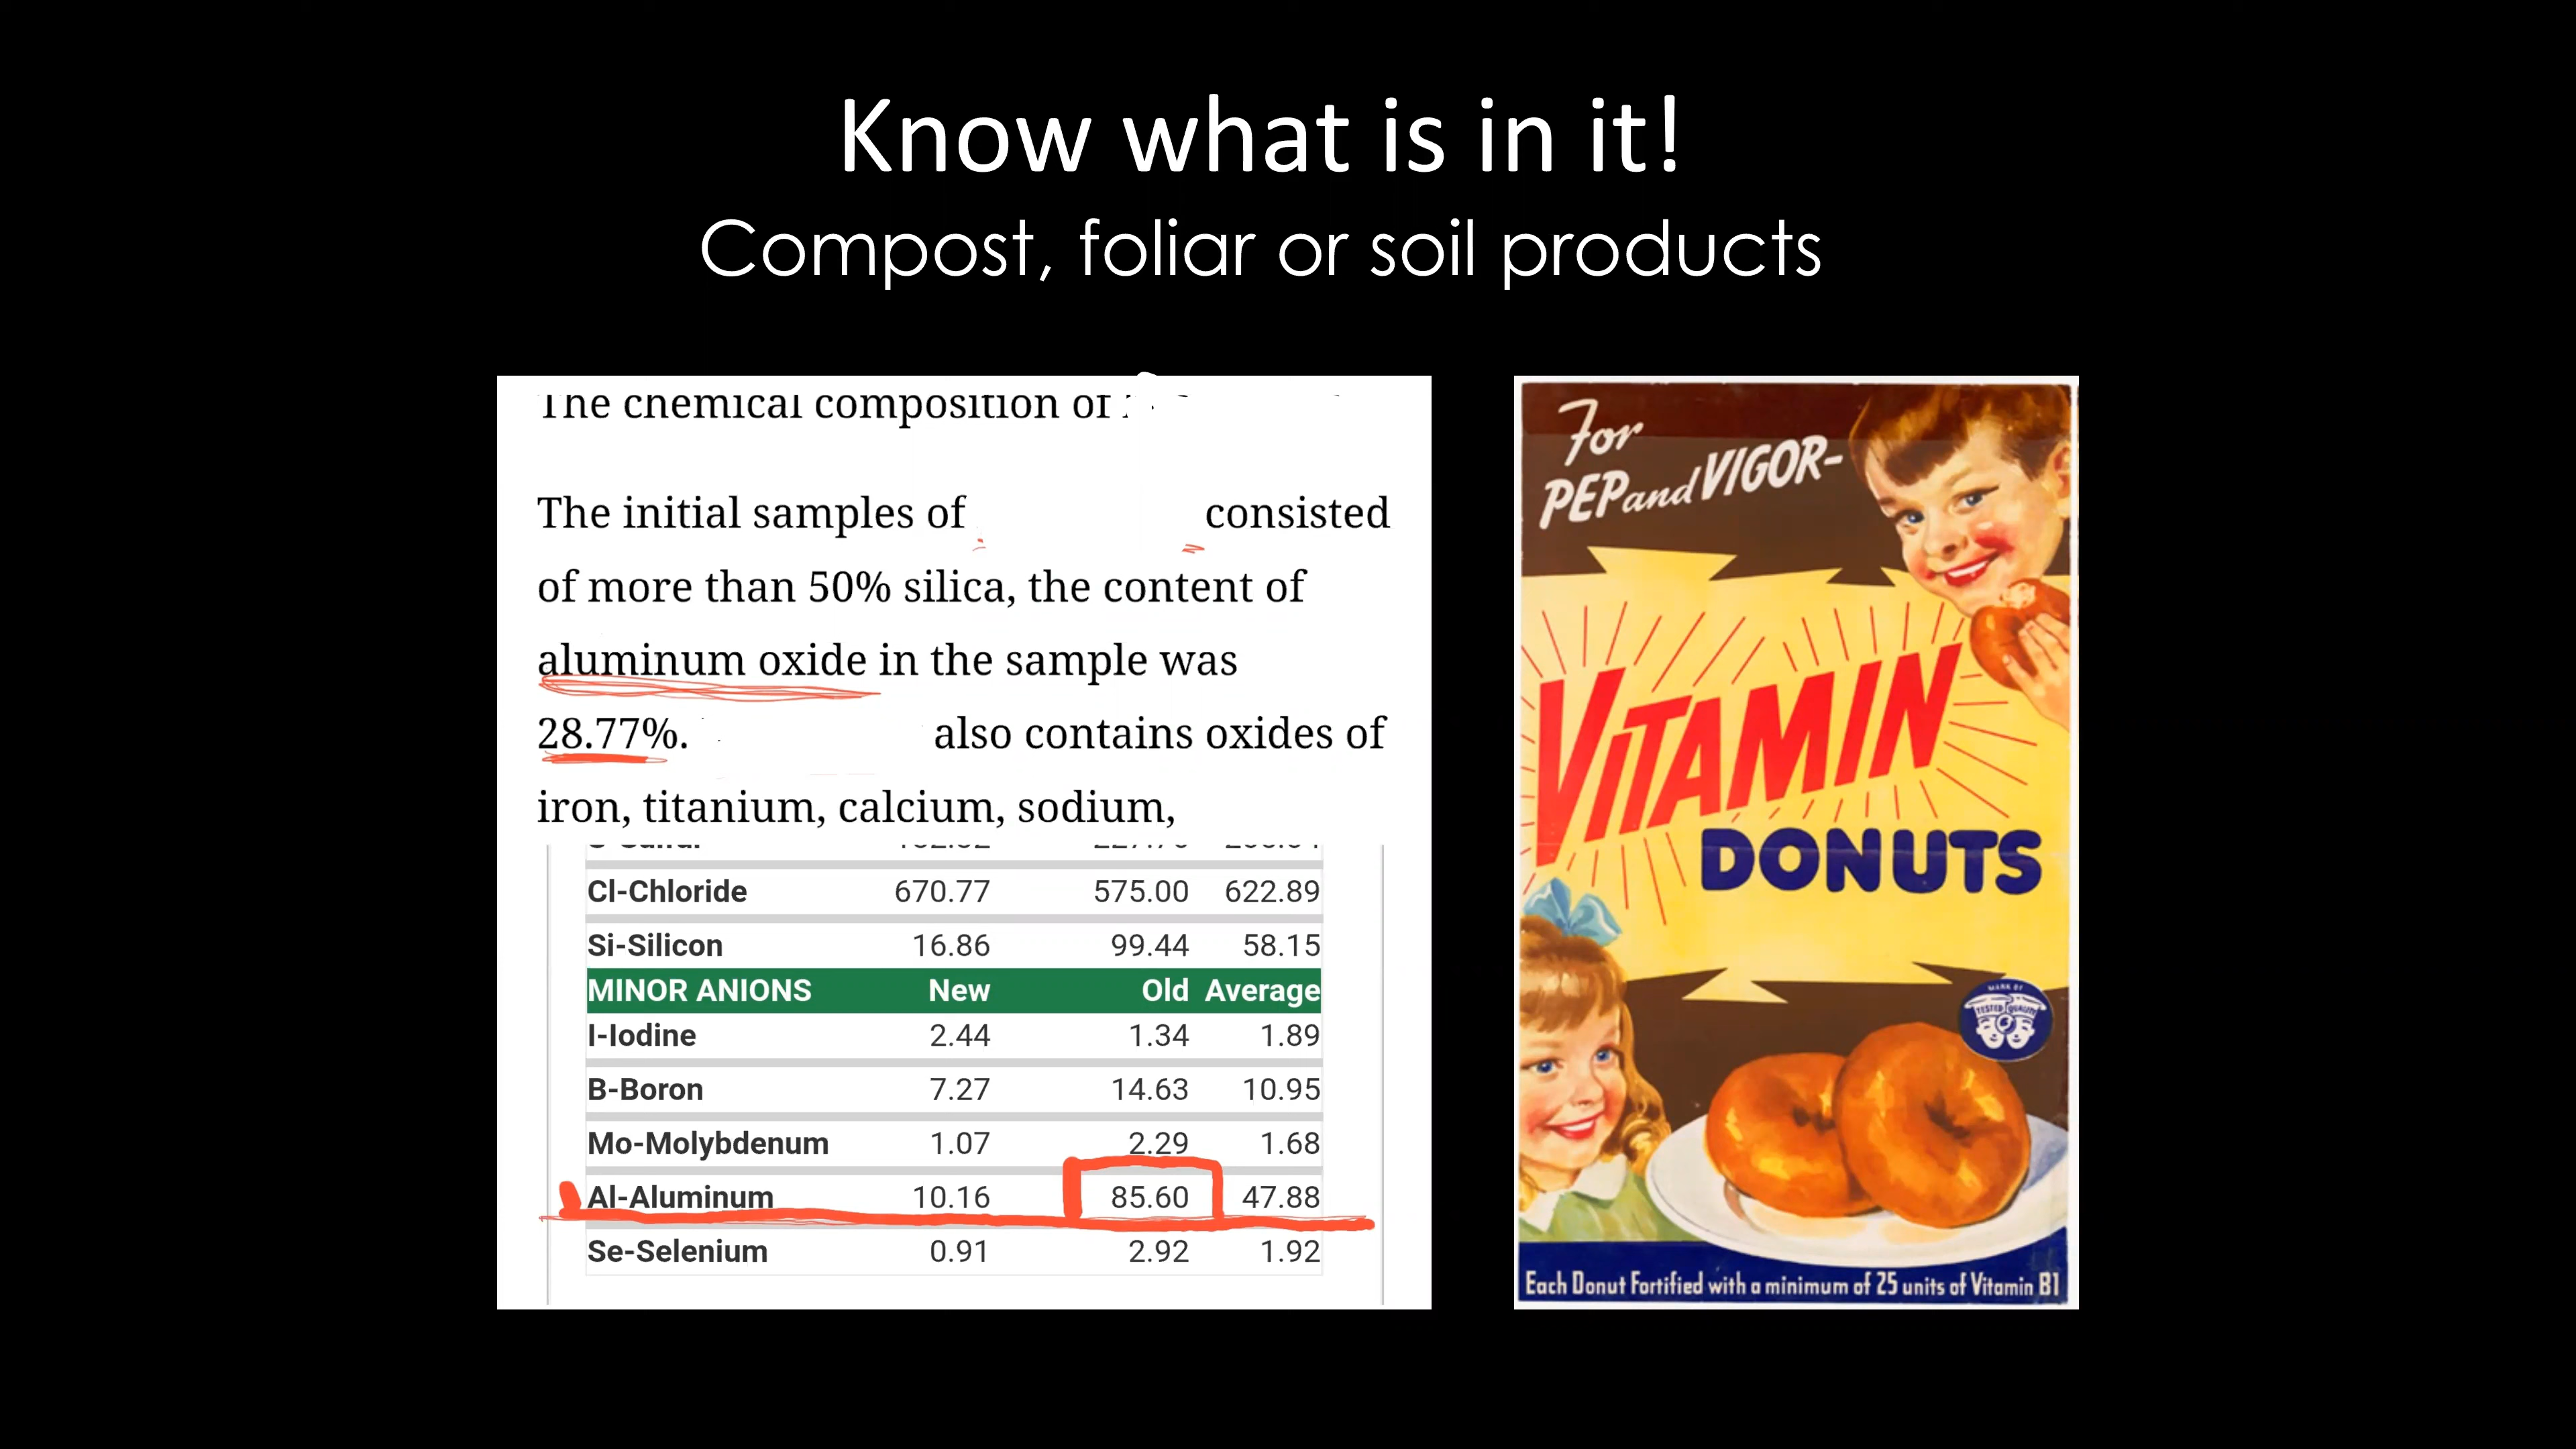 Know what is in it!
Compost, foliar or soil products
The chemical composition of
The initial samples of consisted
of more than 50% silica, the content of
aluminum oxide in the sample was
28.77%. also contains oxides of
iron, titanium, calcium, sodium,
Cl-Chloride 670.77 575.00 622.89
Si-Silicon 16.86 99.44 58.15
MINOR ANIONS New Old Average
I-Iodine 2.44 1.34 1.89
B-Boron 7.27 14.63 10.95
Mo-Molybdenum 1.07 2.29 1.68
Al-Aluminum 10.16 85.60 47.88
Se-Selenium 0.91 2.92 1.92
For
PEP and VIGOR-
VITAMIN
DONUTS
MARK OF
TESTED QUALITY
Each Donut Fortified with a minimum of 25 units of Vitamin B1